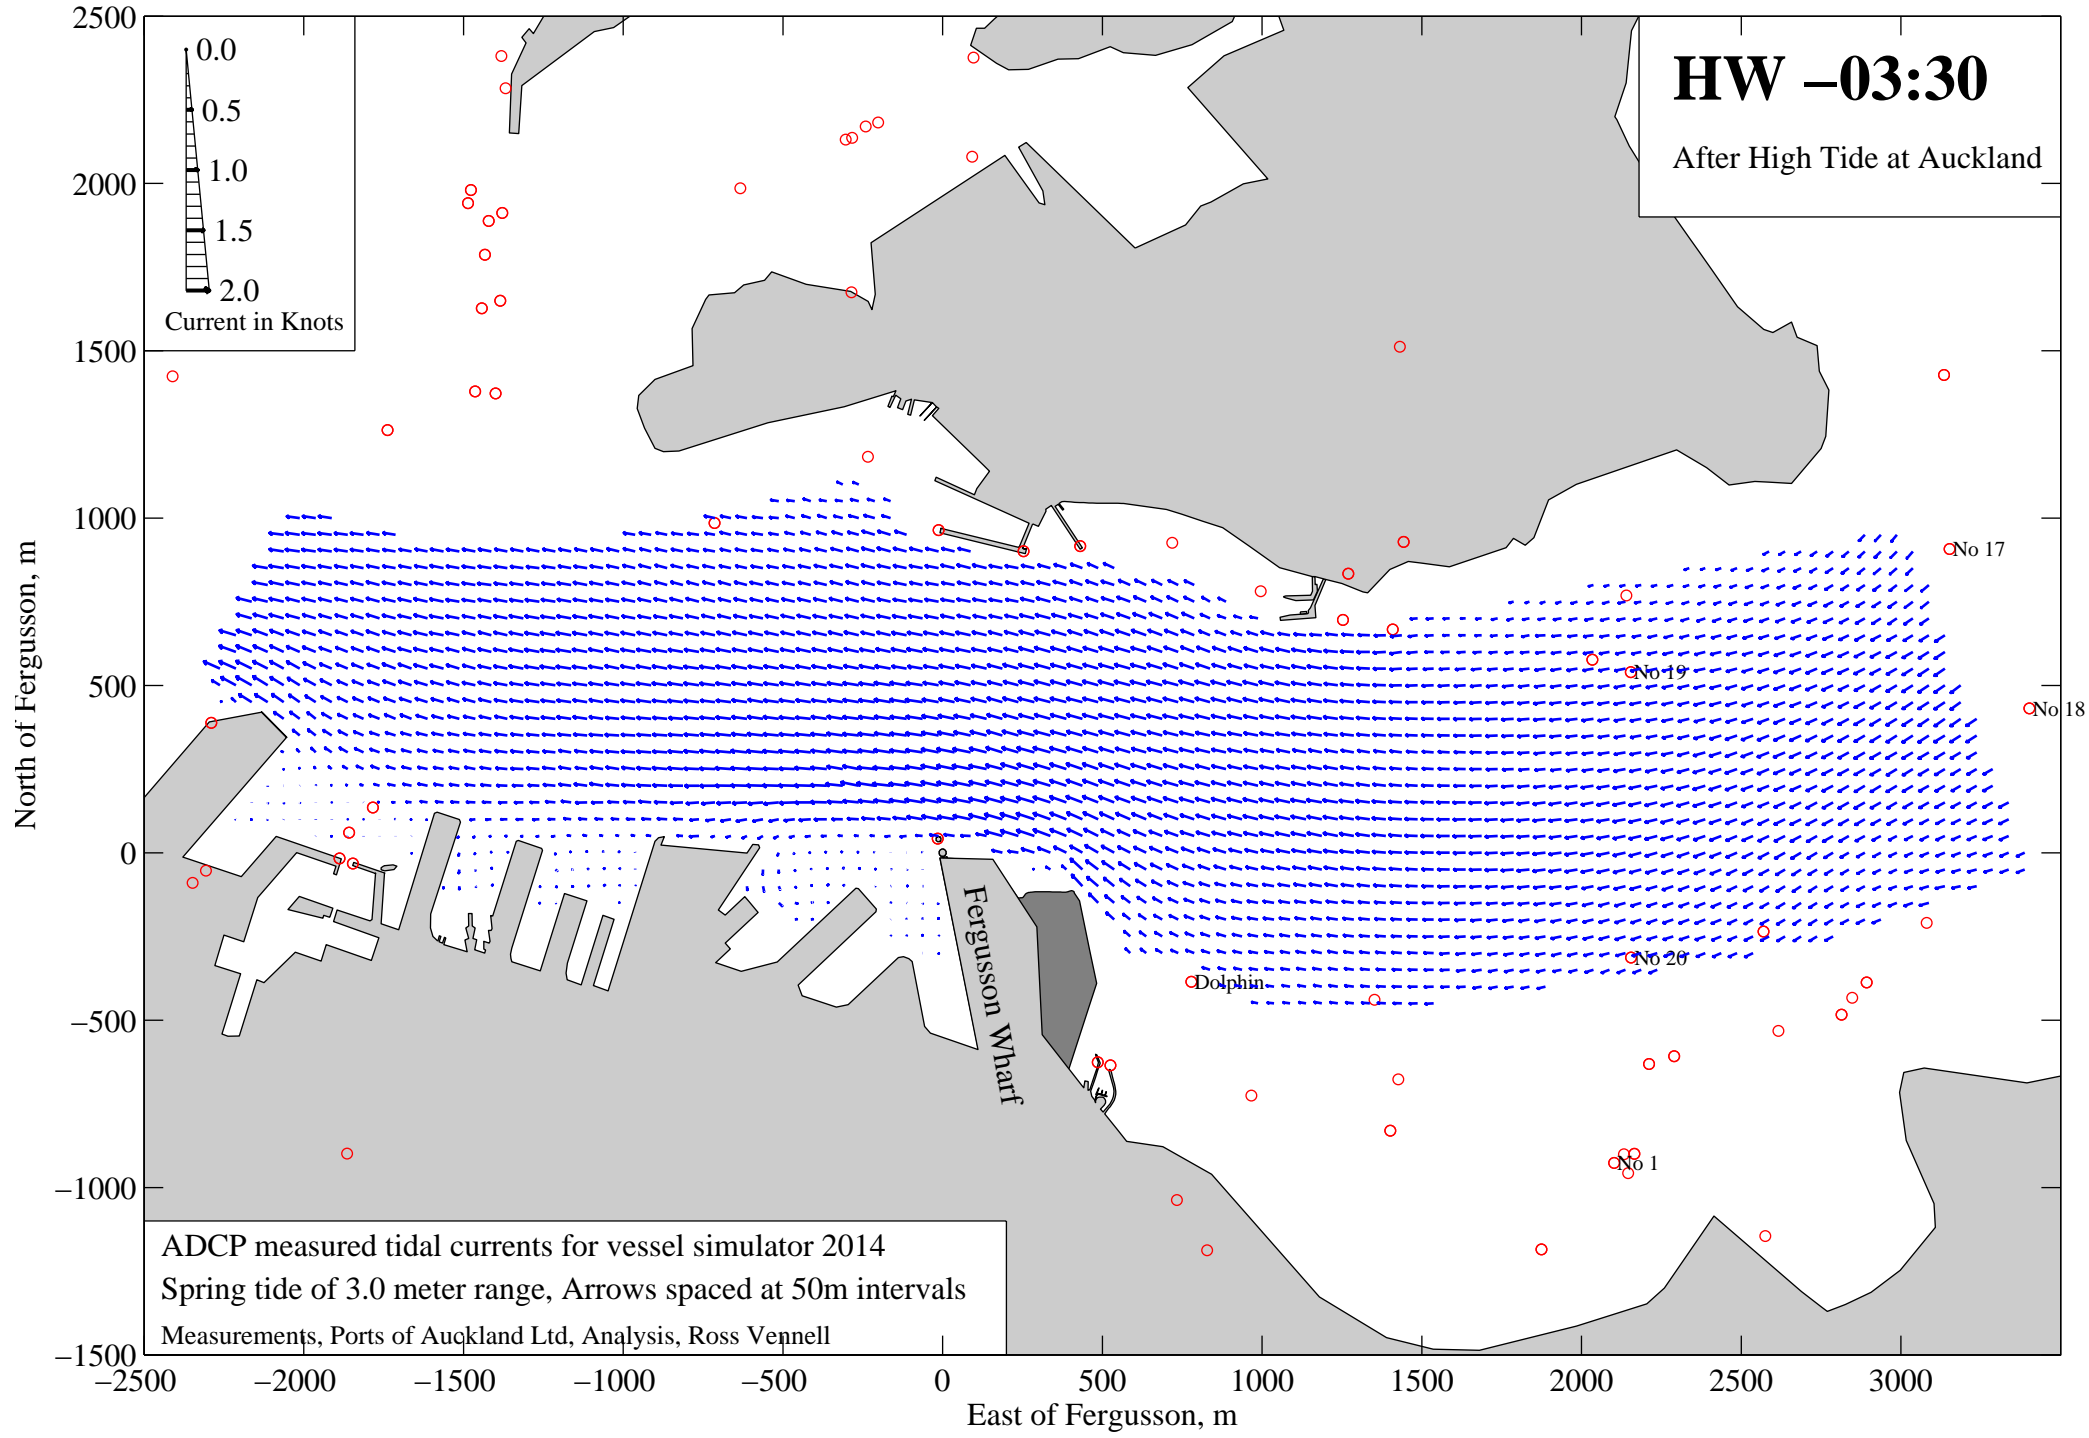 HW –03:30
After High Tide at Auckland
0.0
0.5
1.0
1.5
2.0
Current in Knots
2500
2000
1500
1000
500
0
–500
–1000
–1500
North of Fergusson, m
No 17
No 19
No 18
Fergusson Wharf
No 20
Dolphin
No 1
ADCP measured tidal currents for vessel simulator 2014
Spring tide of 3.0 meter range, Arrows spaced at 50m intervals
Measurements, Ports of Auckland Ltd, Analysis, Ross Vennell
–2500 –2000 –1500 –1000 –500 0 500 1000 1500 2000 2500 3000
East of Fergusson, m